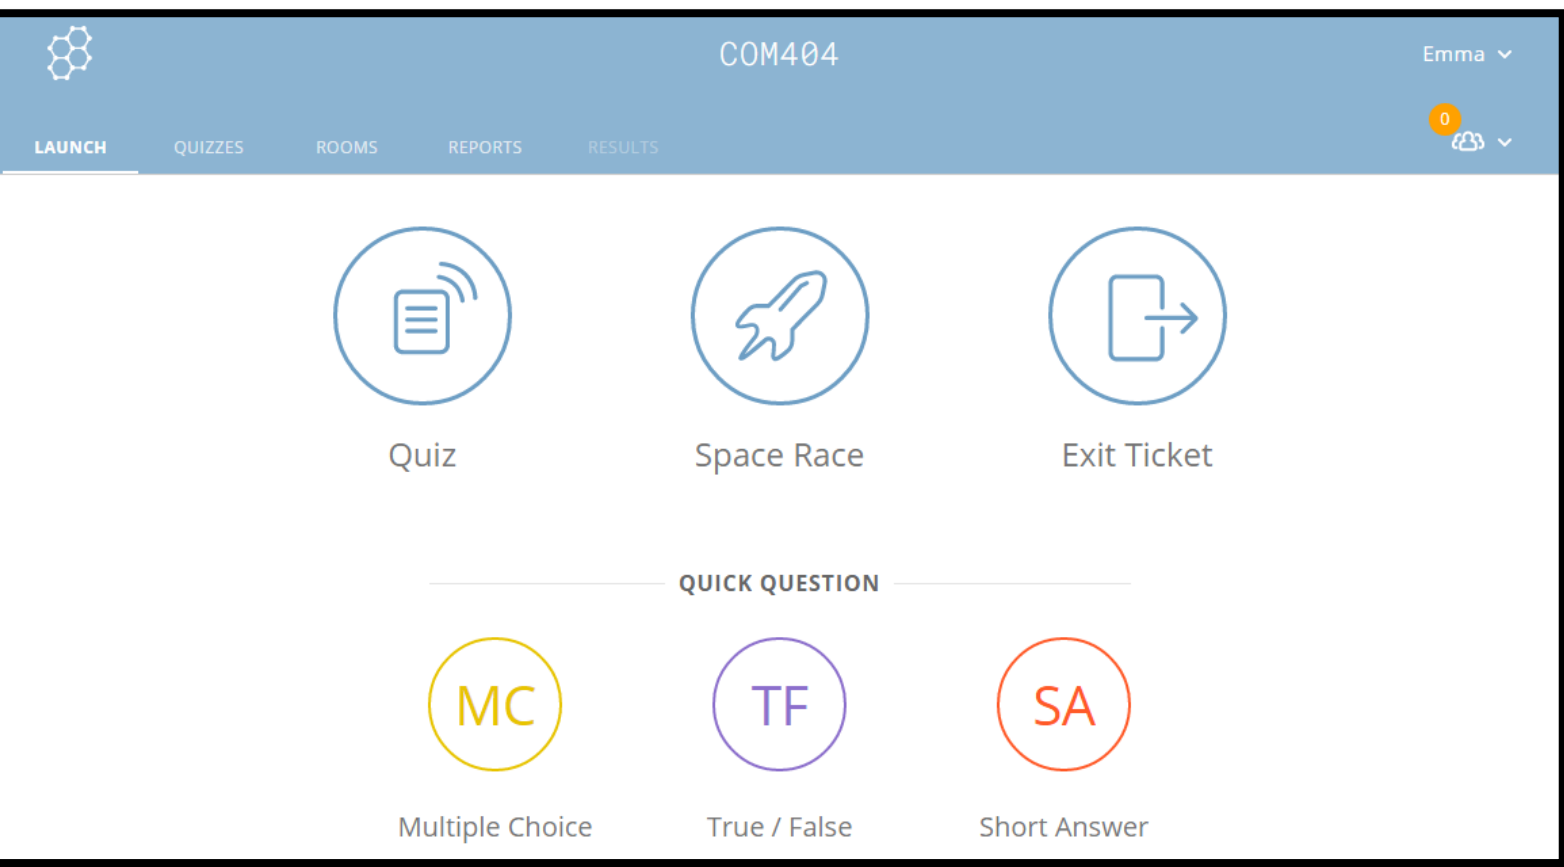 COM404
Emma
LAUNCH QUIZZES ROOMS REPORTS RESULTS
0
Quiz Space Race Exit Ticket
QUICK QUESTION
MC TF SA
Multiple Choice True / False Short Answer